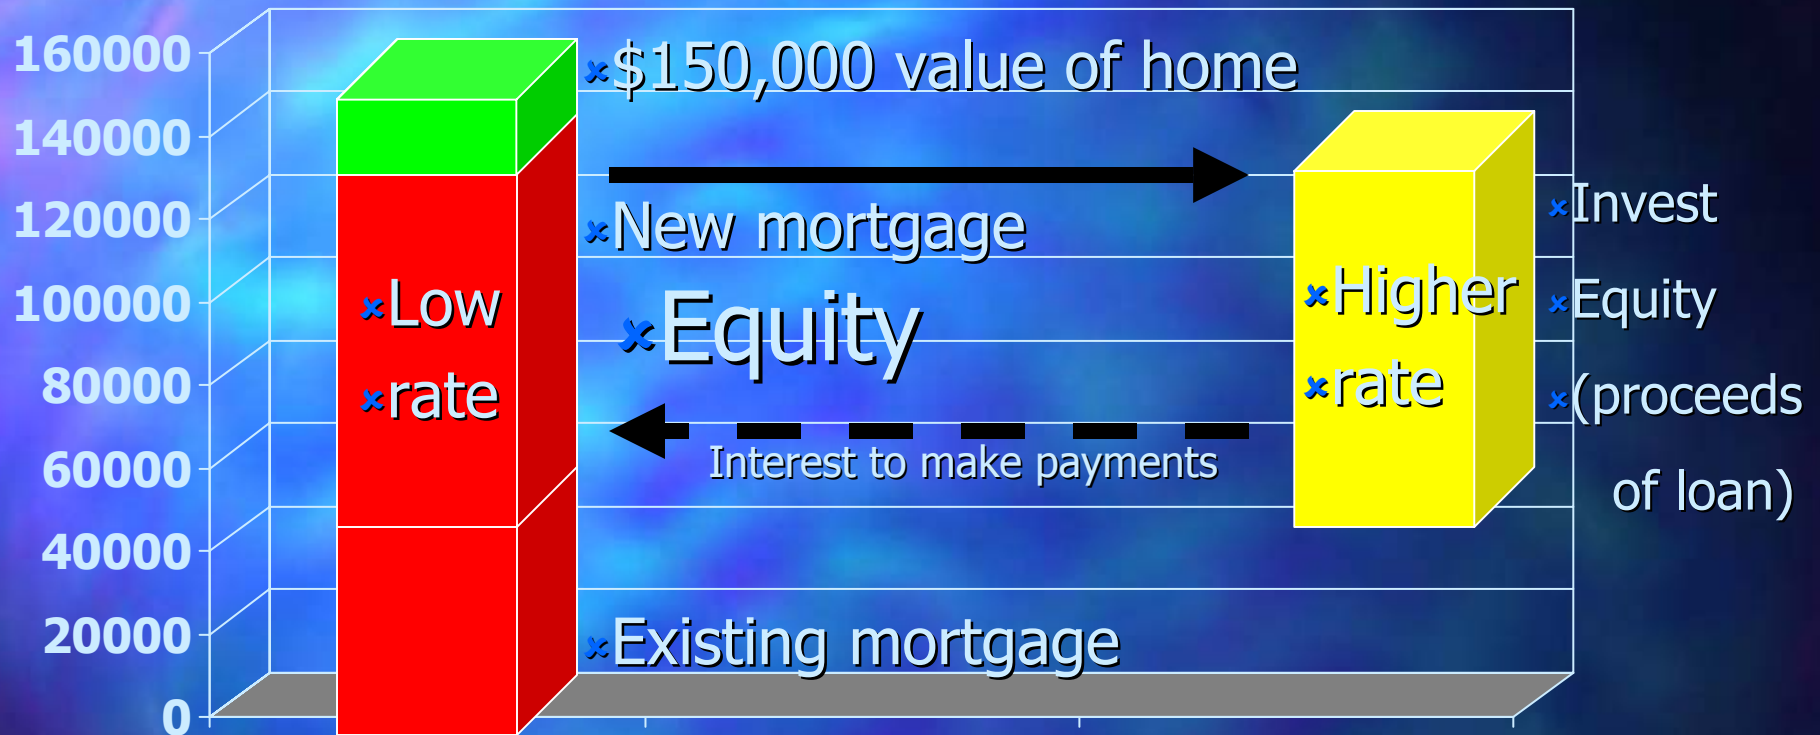 160000
140000
120000
100000
80000
60000
40000
20000
0
$150,000 value of home
New mortgage
Low
rate
Equity
Interest to make payments
Existing mortgage
Higher
rate
Invest
Equity
(proceeds
of loan)